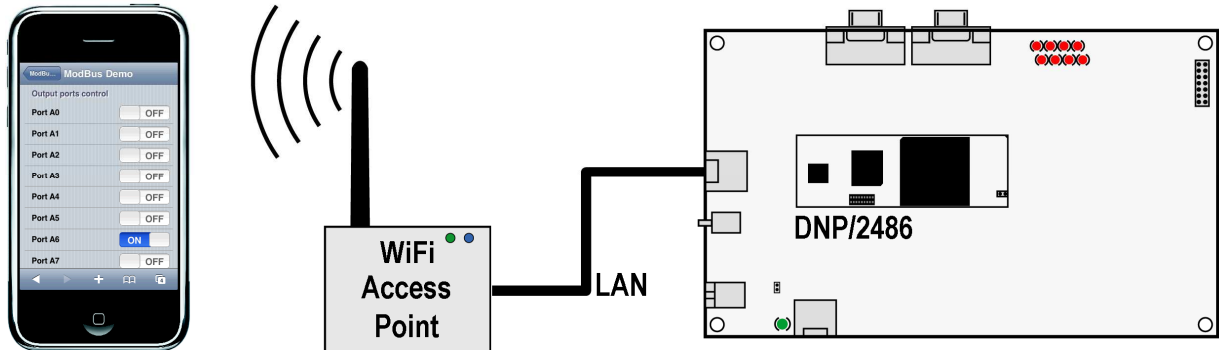 ModBu...
ModBus Demo
Output ports control
Port A0 OFF
Port A1 OFF
Port A2 OFF
Port A3 OFF
Port A4 OFF
Port A5 OFF
Port A6 ON
Port A7 OFF
WiFi
Access
Point
LAN
DNP/2486